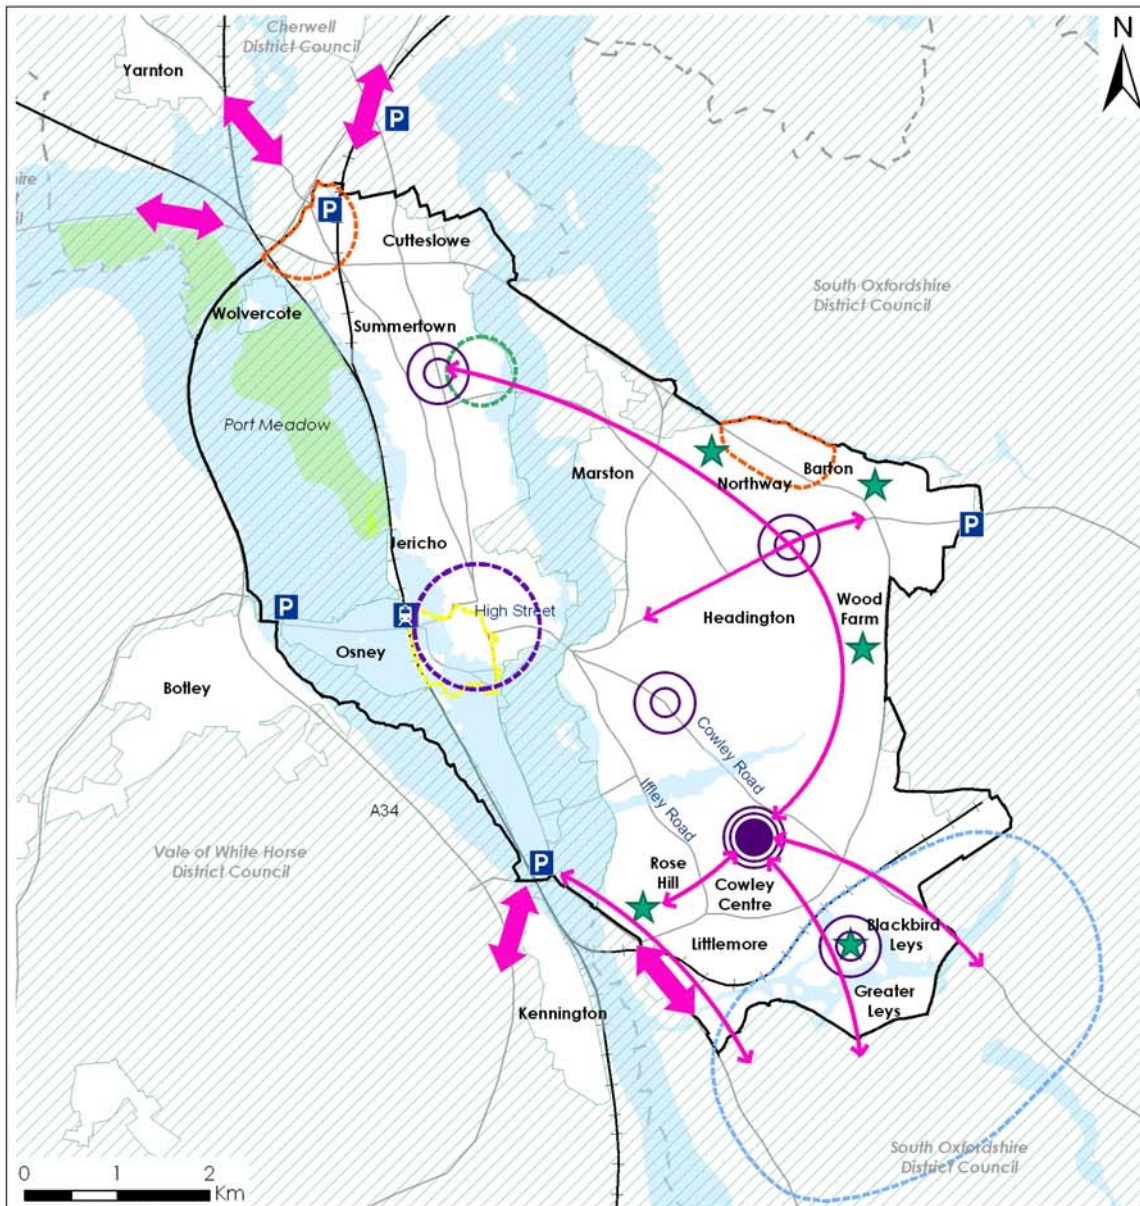 Cherwell
District Council
N
Yarnton
P
P
Cutteslowe
South Oxfordshire
District Council
Wolvercote
Summertown
Port Meadow
Marston
Barton
Northway
P
Jericho
High Street
P
Headington
Wood
Farm
Osney
Botley
Cowley Road
Iffley Road
A34
Vale of White Horse
District Council
P
Rose
Hill
Cowley
Centre
Blackbird
Leys
Littlemore
Greater
Leys
Kennington
South Oxfordshire
District Council
0 1 2
Km